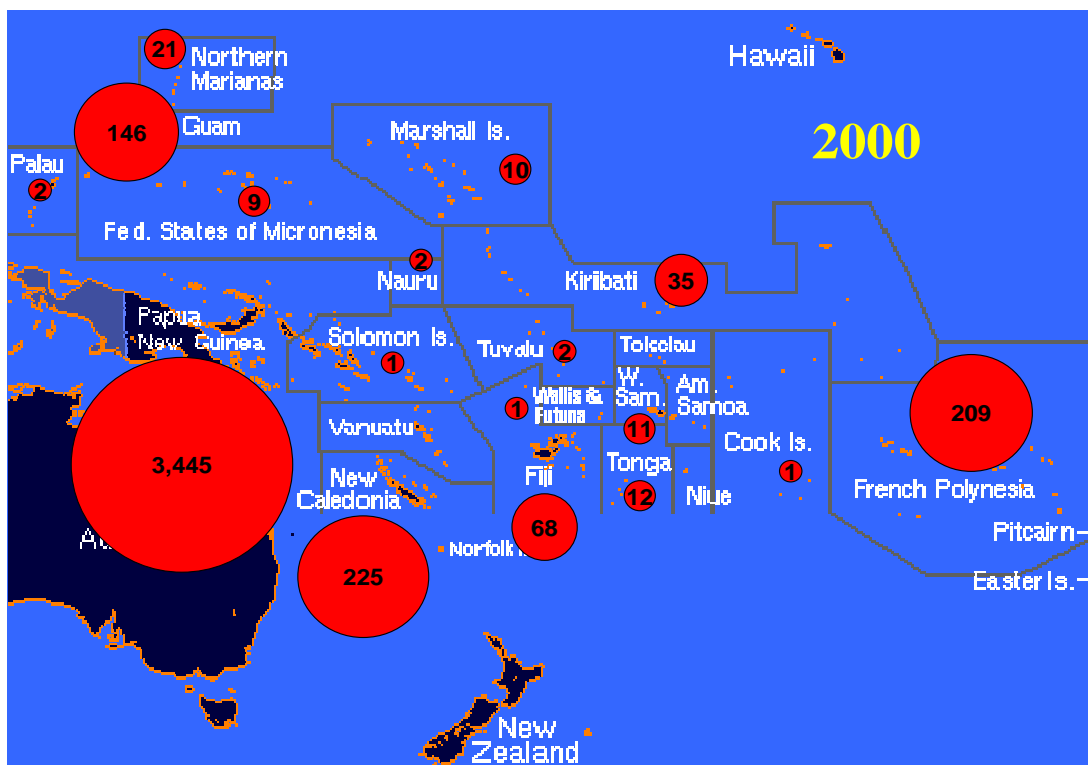 21
Northern
Marianas
Hawaii
146
Guam
Marshall Is.
2000
Palau
2
10
9
Fed. States of Micronesia
2
Nauru
Kiribati
35
Papua
New Guinea
Solomon Is.
1
Tuvalu
2
Tokelau
W.
Sam.
Am.
Samoa
1
Wallis &
Futuna
11
209
Vanuatu
Cook Is.
1
3,445
New
Caledonia
Fiji
Tonga
12
Niue
French Polynesia
68
Pitcairn
Norfolk
225
Easter Is.
New
Zealand